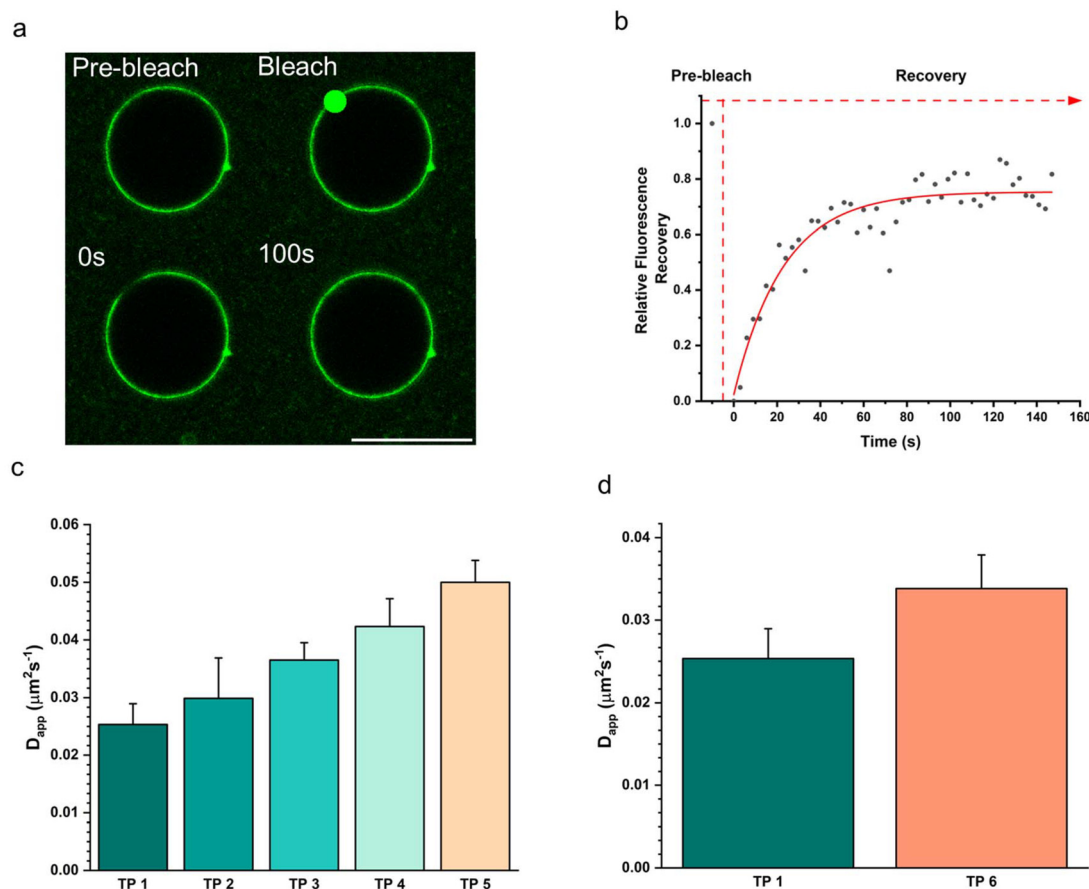 a
Pre-bleach
Bleach
0s
100s
b
Pre-bleach
Recovery
Relative Fluorescence
Recovery
1.0
0.8
0.6
0.4
0.2
0.0
0
20
40
60
80
100
120
140
160
Time (s)
c
D_app (μm²s⁻¹)
0.06
0.05
0.04
0.03
0.02
0.01
0.00
TP 1
TP 2
TP 3
TP 4
TP 5
d
D_app (μm²s⁻¹)
0.04
0.03
0.02
0.01
0.00
TP 1
TP 6